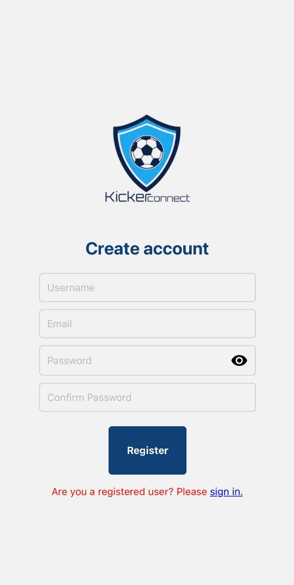 Kickerconnect
Create account
Username
Email
Password
Confirm Password
Register
Are you a registered user? Please sign in.